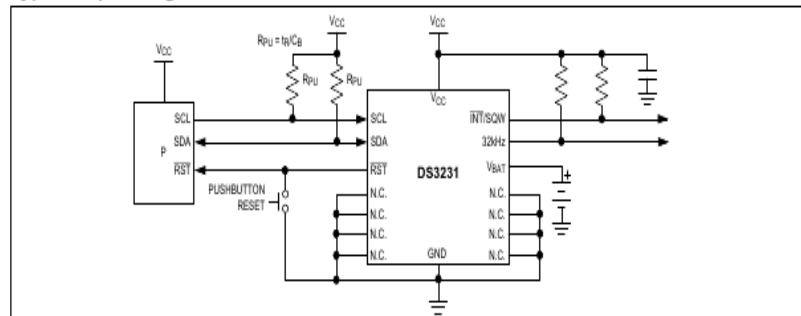 VCC
VCC
RPU = tR/CB
VCC
RPU
RPU
VCC
SCL
SCL
INT/SQW
SDA
SDA
32kHz
P
RST
RST
DS3231
VBAT
PUSHBUTTON
RESET
N.C.
N.C.
N.C.
N.C.
N.C.
N.C.
N.C.
N.C.
GND